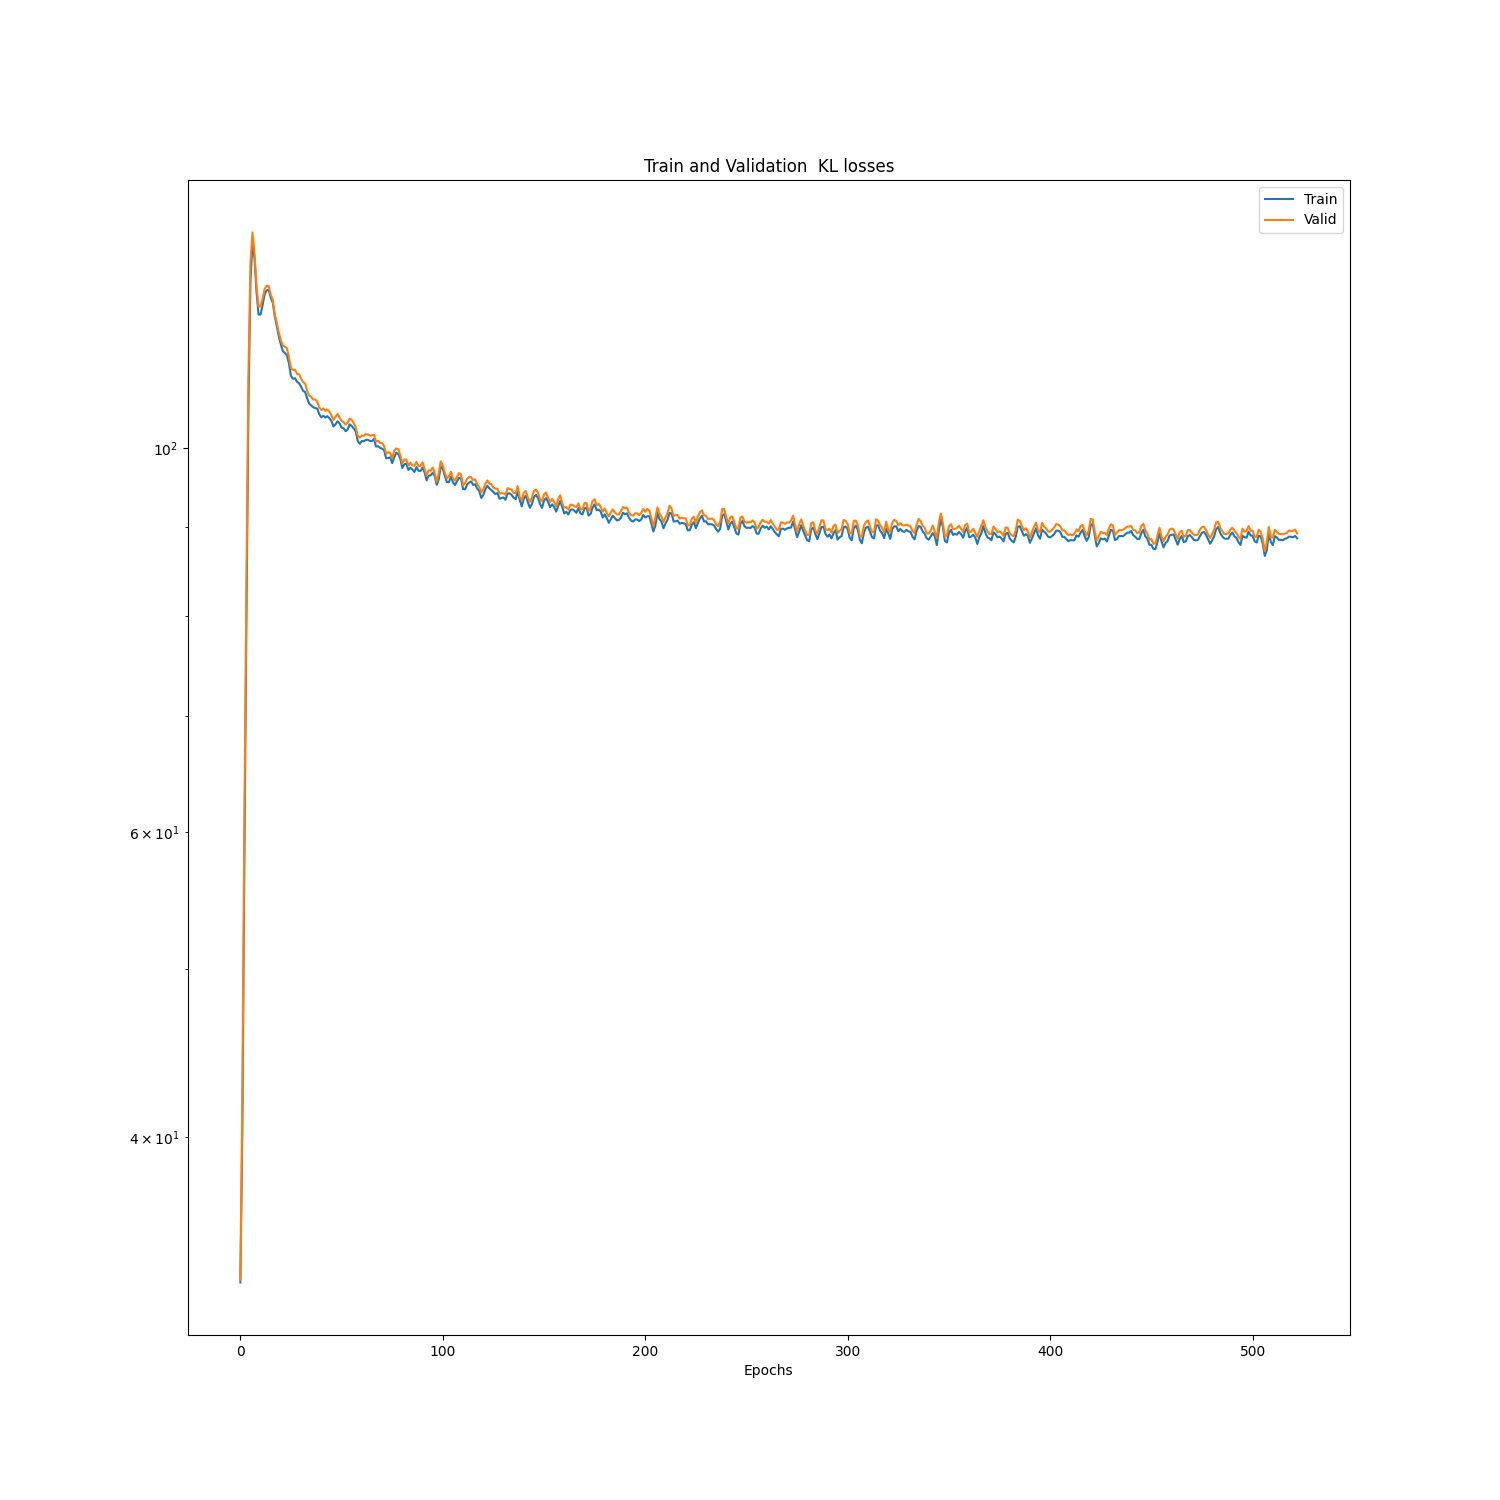 Train and Validation  KL losses
Train
Valid
10²
6 × 10¹
4 × 10¹
0 100 200 300 400 500
Epochs